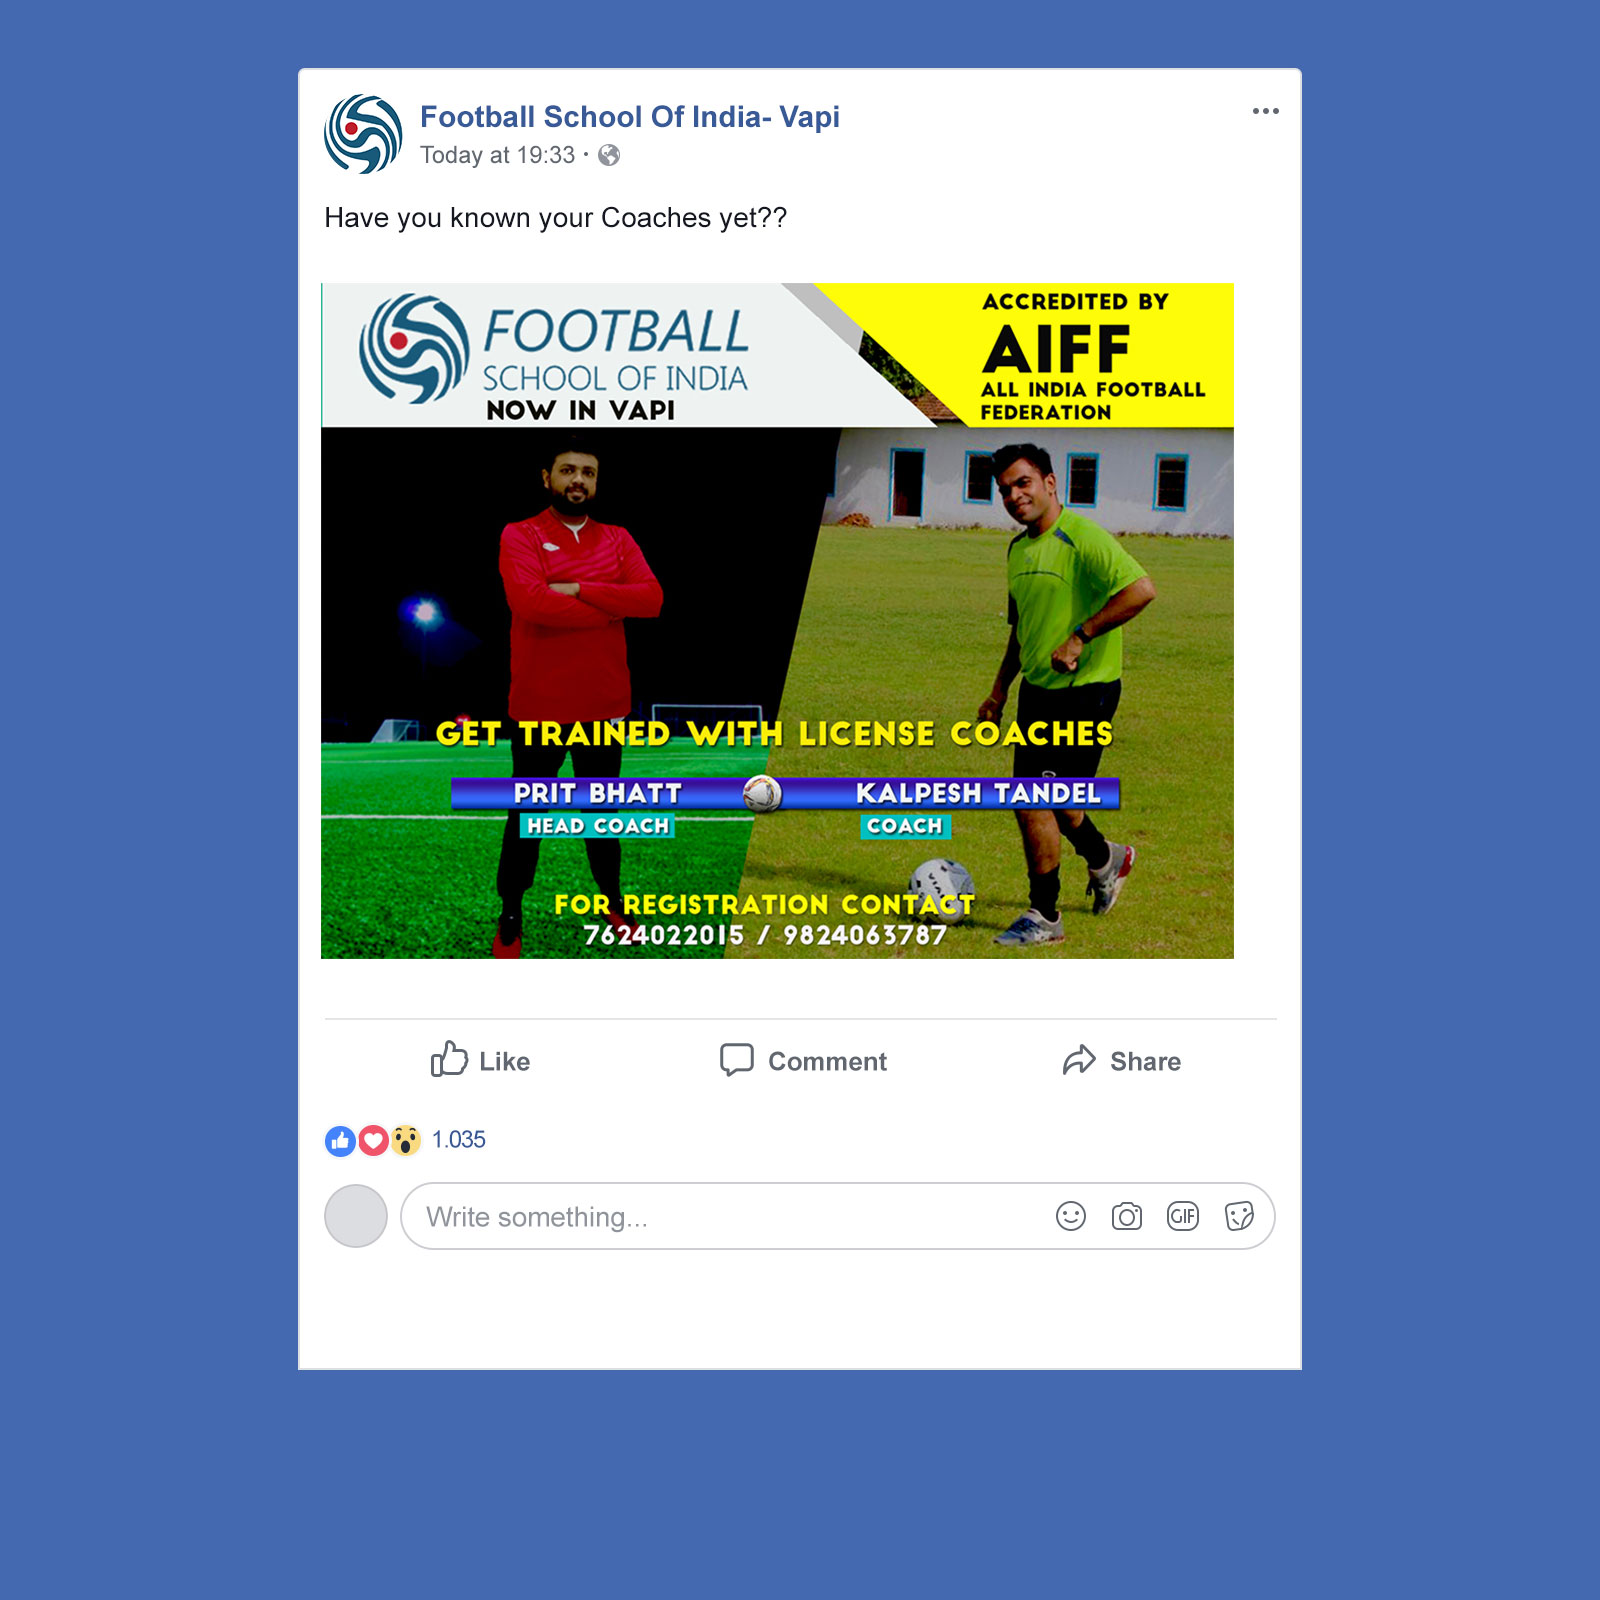 Football School Of India- Vapi
Today at 19:33 ·
Have you known your Coaches yet??
FOOTBALL
SCHOOL OF INDIA
NOW IN VAPI
ACCREDITED BY
AIFF
ALL INDIA FOOTBALL
FEDERATION
GET TRAINED WITH LICENSE COACHES
PRIT BHATT
HEAD COACH
KALPESH TANDEL
COACH
FOR REGISTRATION CONTACT
7624022015 / 9824063787
Like
Comment
Share
1.035
Write something...
GIF